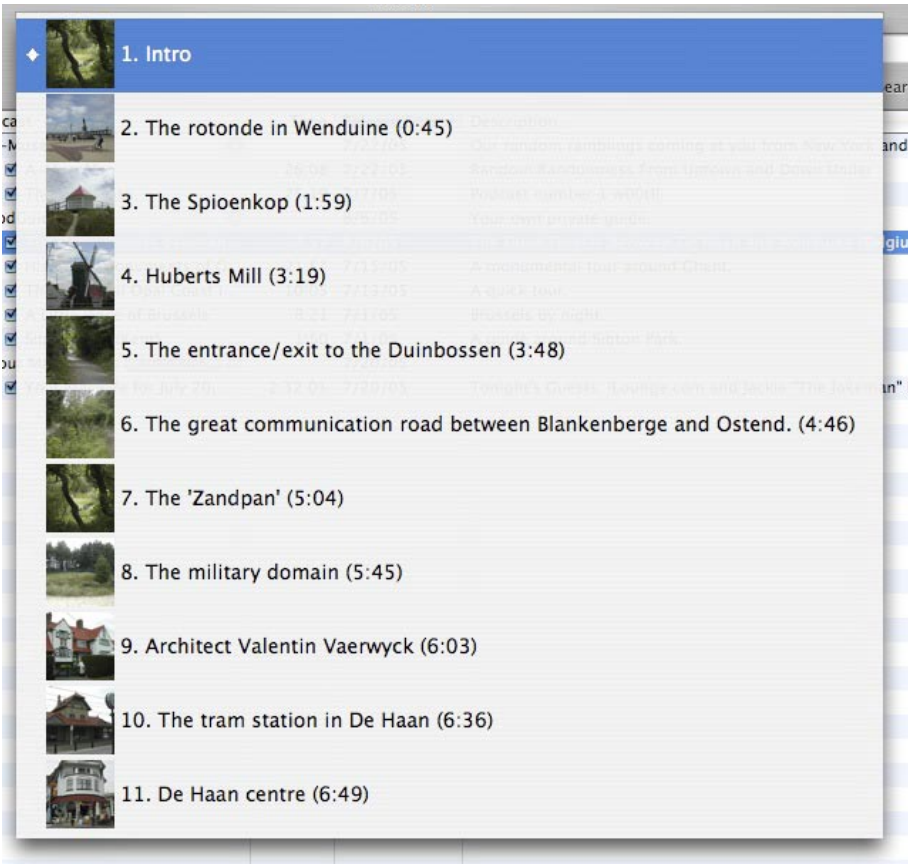 1. Intro
2. The rotonde in Wenduine (0:45)
3. The Spioenkop (1:59)
4. Huberts Mill (3:19)
5. The entrance/exit to the Duinbossen (3:48)
6. The great communication road between Blankenberge and Ostend. (4:46)
7. The 'Zandpan' (5:04)
8. The military domain (5:45)
9. Architect Valentin Vaerwyck (6:03)
10. The tram station in De Haan (6:36)
11. De Haan centre (6:49)